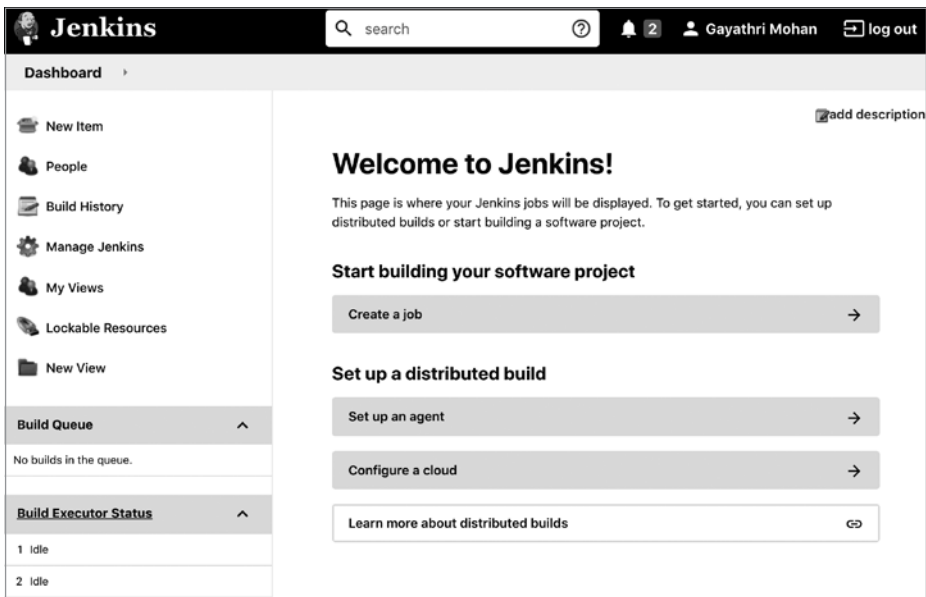 Jenkins
search
2
Gayathri Mohan
log out
Dashboard
New Item
People
Build History
Manage Jenkins
My Views
Lockable Resources
New View
Build Queue
No builds in the queue.
Build Executor Status
1 Idle
2 Idle
add description
Welcome to Jenkins!
This page is where your Jenkins jobs will be displayed. To get started, you can set up
distributed builds or start building a software project.
Start building your software project
Create a job
Set up a distributed build
Set up an agent
Configure a cloud
Learn more about distributed builds